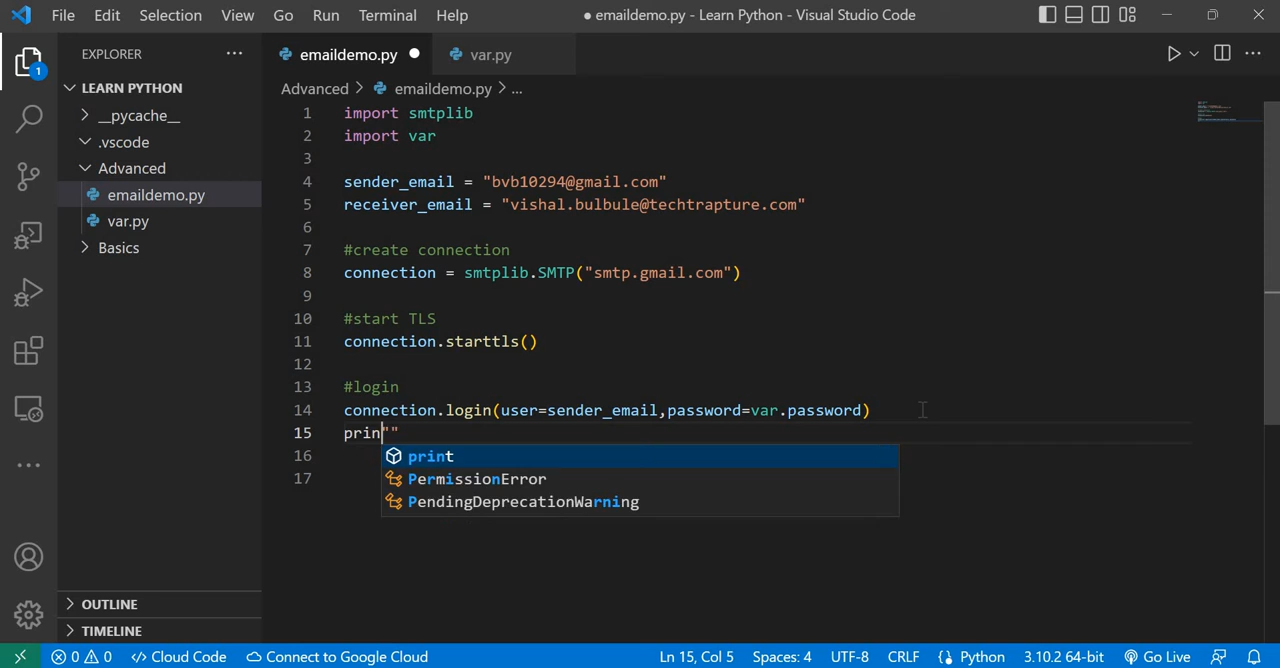 File Edit Selection View Go Run Terminal Help
● emaildemo.py - Learn Python - Visual Studio Code
EXPLORER ...
emaildemo.py ●
var.py
1
LEARN PYTHON
__pycache__
.vscode
Advanced
emaildemo.py
var.py
Basics
Advanced > emaildemo.py > ...
1 import smtplib
2 import var
3
4 sender_email = "bvb10294@gmail.com"
5 receiver_email = "vishal.bulbule@techtrapture.com"
6
7 #create connection
8 connection = smtplib.SMTP("smtp.gmail.com")
9
10 #start TLS
11 connection.starttls()
12
13 #login
14 connection.login(user=sender_email,password=var.password)
15 prin""
16
17
print
PermissionError
PendingDeprecationWarning
OUTLINE
TIMELINE
0 0 Cloud Code Connect to Google Cloud Ln 15, Col 5 Spaces: 4 UTF-8 CRLF Python 3.10.2 64-bit Go Live